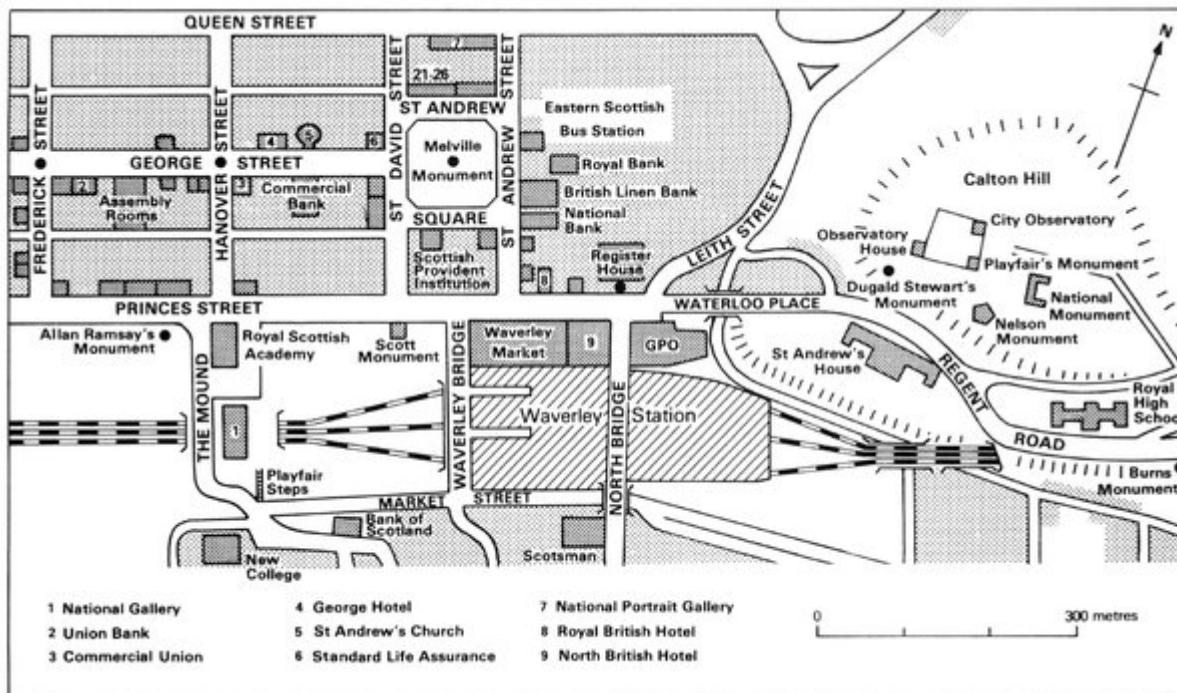 QUEEN STREET
N
STREET
STREET
STREET
STREET
7
21-26
ST ANDREW
Eastern Scottish
Bus Station
4
5
6
GEORGE STREET
ST DAVID
Melville
Monument
ANDREW
Royal Bank
British Linen Bank
National
Bank
2
Assembly
Rooms
3
Commercial
Bank
SQUARE
ST
FREDERICK
HANOVER
Scottish
Provident
Institution
8
Register
House
LEITH STREET
Calton Hill
City Observatory
Observatory
House
Playfair's Monument
Dugald Stewart's
Monument
National
Monument
Nelson
Monument
PRINCES STREET
WATERLOO PLACE
Allan Ramsay's
Monument
Royal Scottish
Academy
Scott
Monument
WAVERLEY BRIDGE
Waverley
Market
9
GPO
St Andrew's
House
REGENT
ROAD
Royal
High
Schoo
THE MOUND
1
Waverley Station
NORTH BRIDGE
Playfair
Steps
MARKET STREET
Burns
Monument
Bank of
Scotland
New
College
Scotsman
1 National Gallery
2 Union Bank
3 Commercial Union
4 George Hotel
5 St Andrew's Church
6 Standard Life Assurance
7 National Portrait Gallery
8 Royal British Hotel
9 North British Hotel
0 300 metres